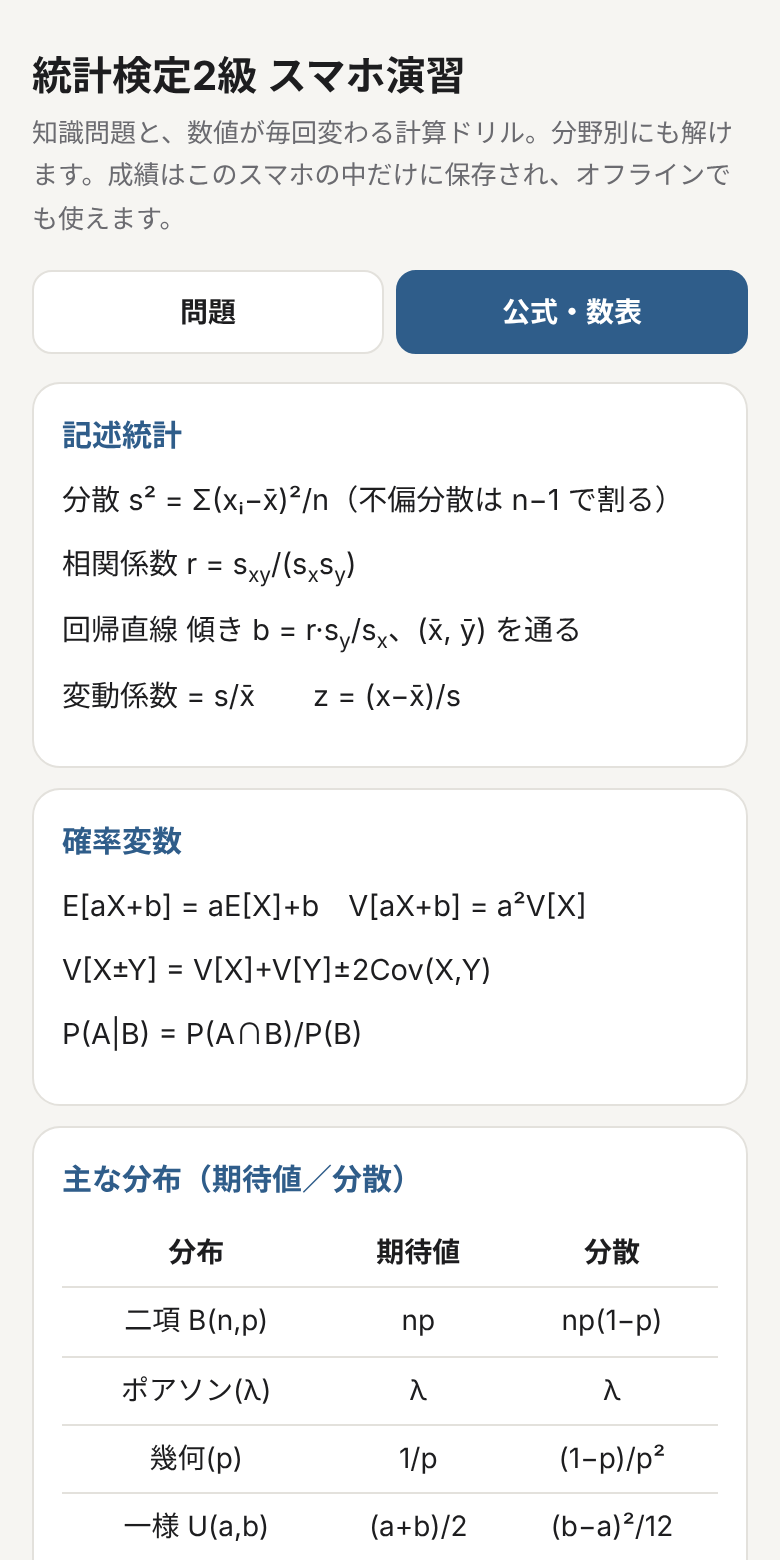 統計検定2級 スマホ演習
知識問題と、数値が毎回変わる計算ドリル。分野別にも解け
ます。成績はこのスマホの中だけに保存され、オフラインで
も使えます。
問題
公式・数表
記述統計
分散 s² = Σ(xᵢ−x̄)²/n（不偏分散は n−1 で割る）
相関係数 r = sxy/(sxsy)
回帰直線 傾き b = r·sy/sx、(x̄, ȳ) を通る
変動係数 = s/x̄　　z = (x−x̄)/s
確率変数
E[aX+b] = aE[X]+b　V[aX+b] = a²V[X]
V[X±Y] = V[X]+V[Y]±2Cov(X,Y)
P(A|B) = P(A∩B)/P(B)
主な分布（期待値／分散）
分布 期待値 分散
二項 B(n,p) np np(1−p)
ポアソン(λ) λ λ
幾何(p) 1/p (1−p)/p²
一様 U(a,b) (a+b)/2 (b−a)²/12